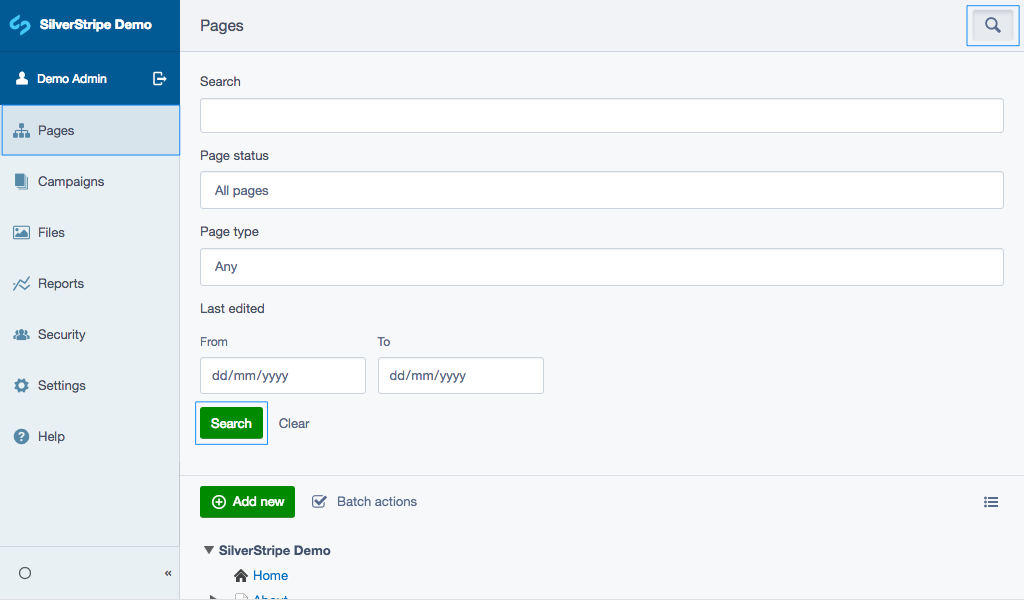 SilverStripe Demo
Pages
Demo Admin
Pages
Campaigns
Files
Reports
Security
Settings
Help
«
Search
Page status
All pages
Page type
Any
Last edited
From To
dd/mm/yyyy dd/mm/yyyy
Search Clear
Add new Batch actions
SilverStripe Demo
Home
About